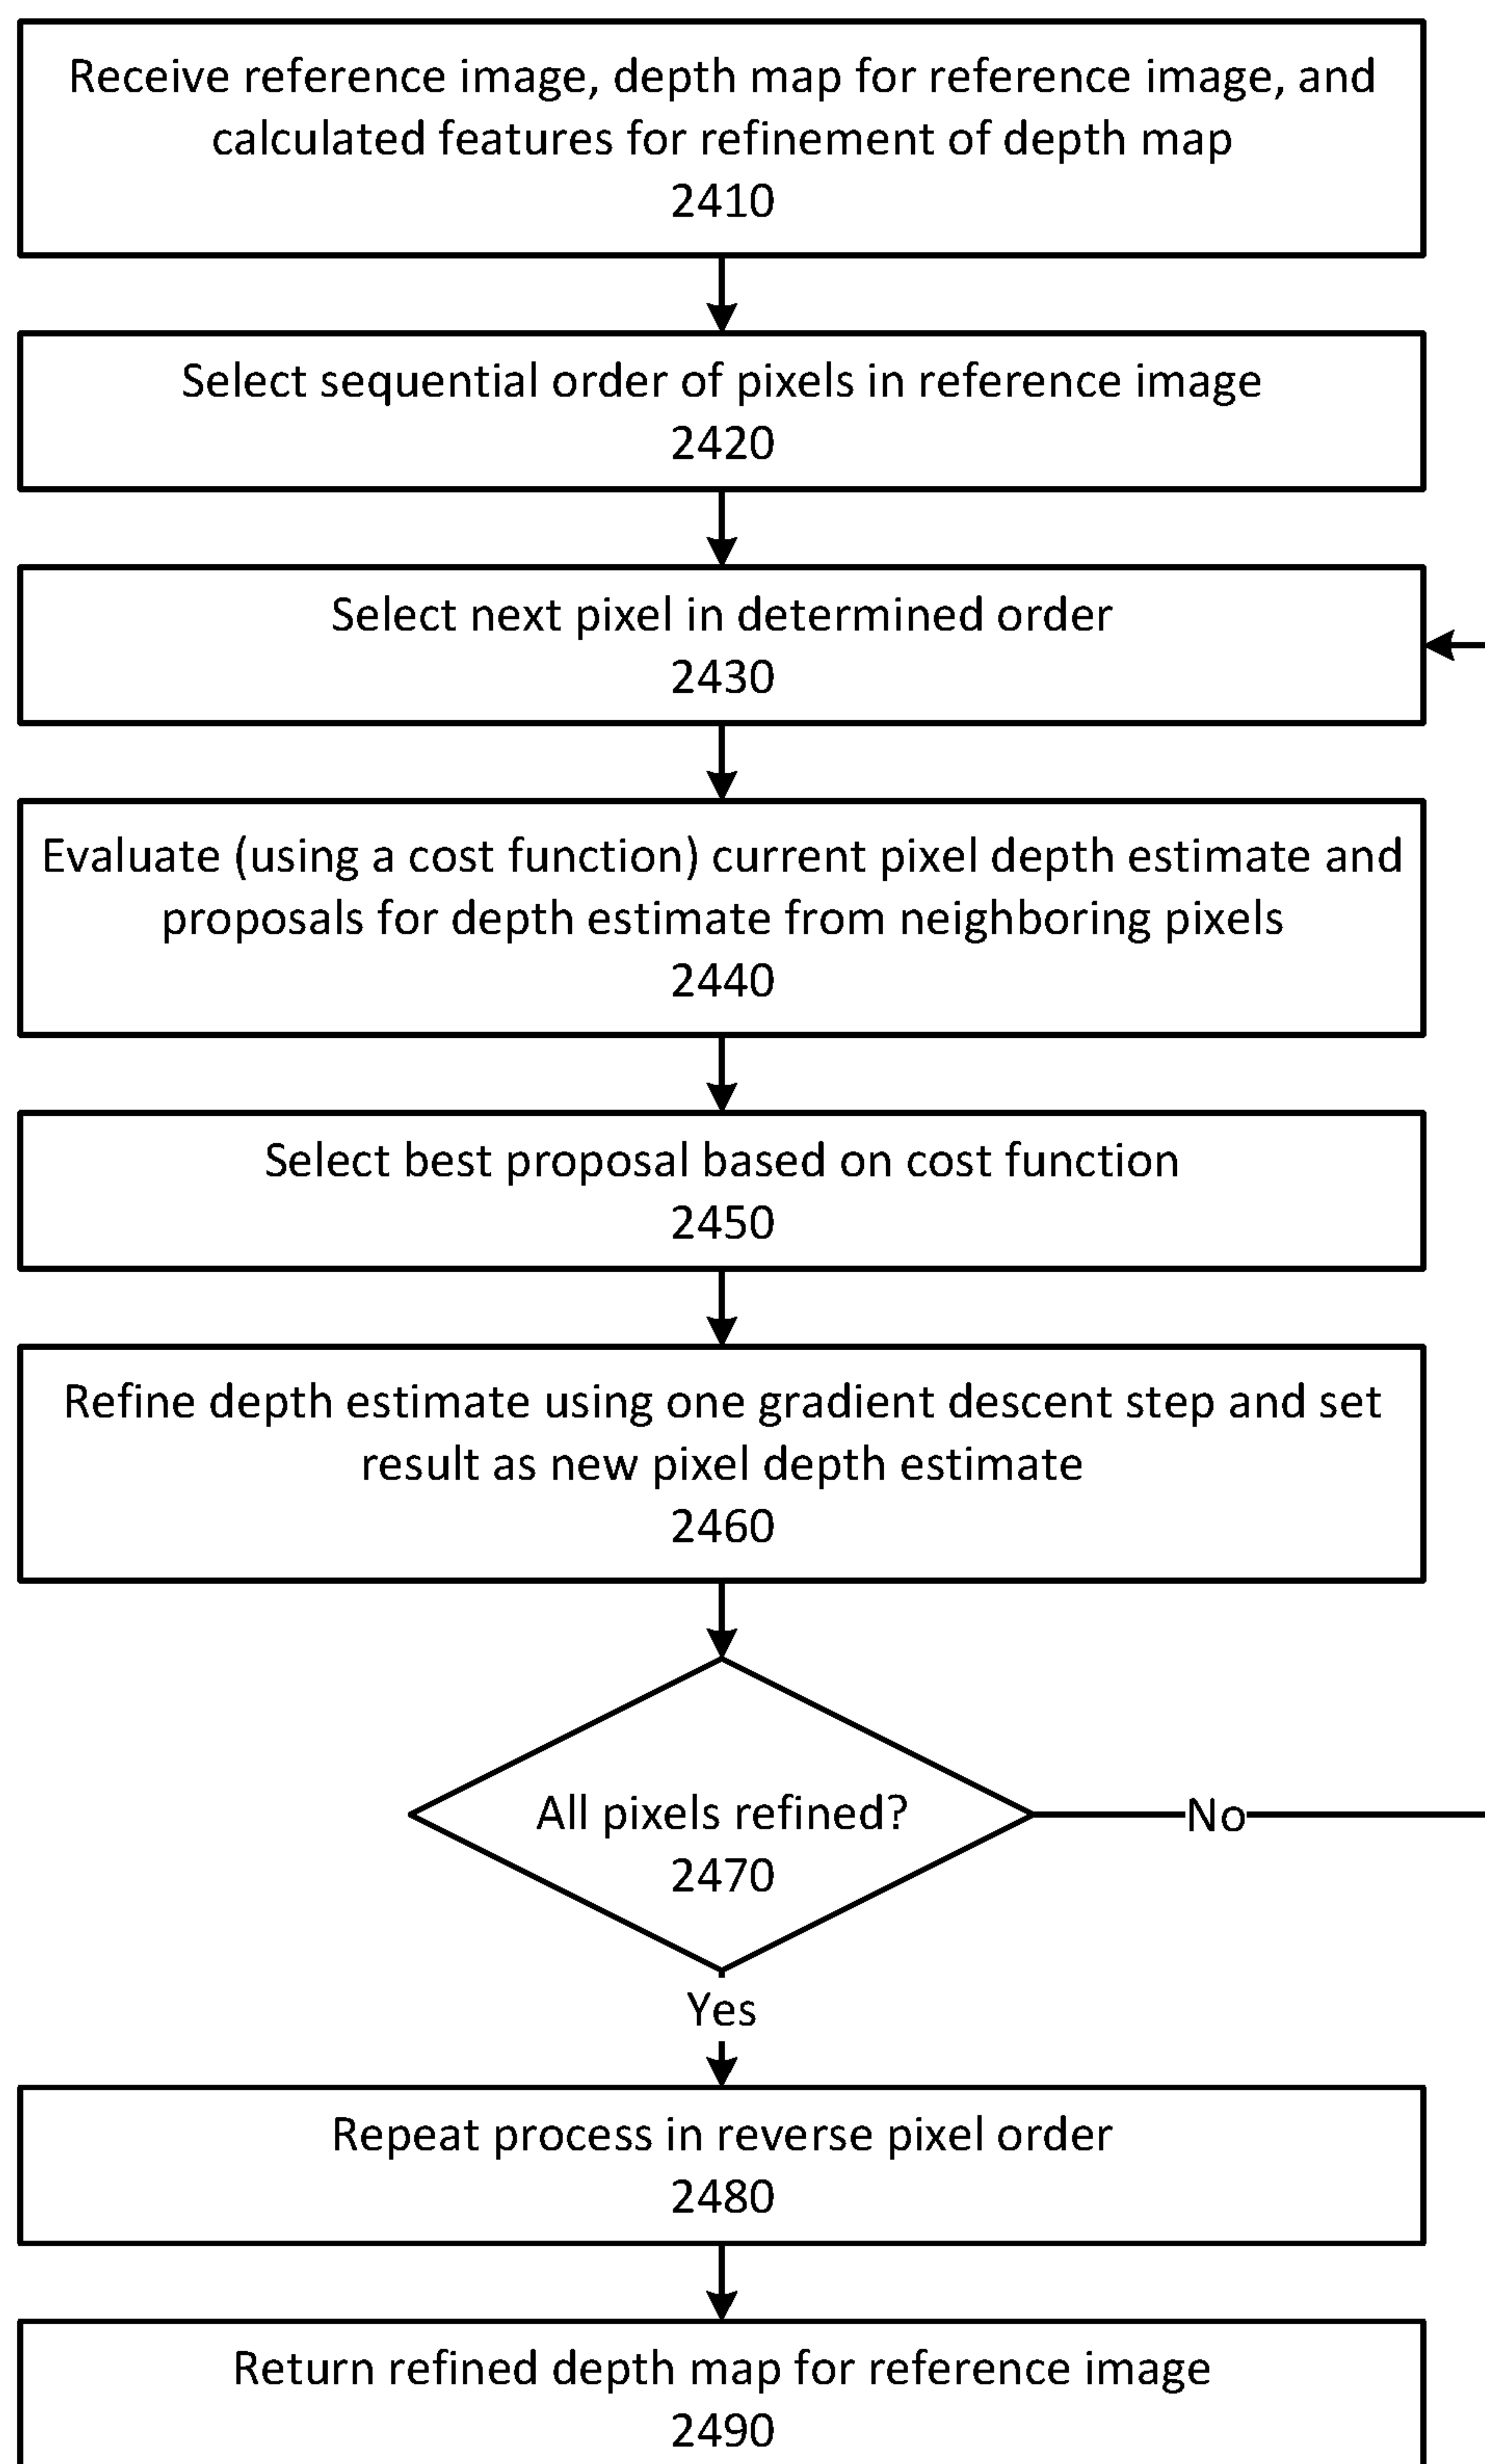 Receive reference image, depth map for reference image, and
calculated features for refinement of depth map
2410
Select sequential order of pixels in reference image
2420
Select next pixel in determined order
2430
Evaluate (using a cost function) current pixel depth estimate and
proposals for depth estimate from neighboring pixels
2440
Select best proposal based on cost function
2450
Refine depth estimate using one gradient descent step and set
result as new pixel depth estimate
2460
All pixels refined?
2470
No
Yes
Repeat process in reverse pixel order
2480
Return refined depth map for reference image
2490